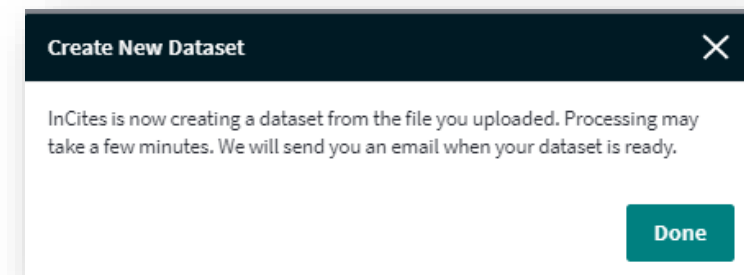 Create New Dataset
InCites is now creating a dataset from the file you uploaded. Processing may
take a few minutes. We will send you an email when your dataset is ready.
Done